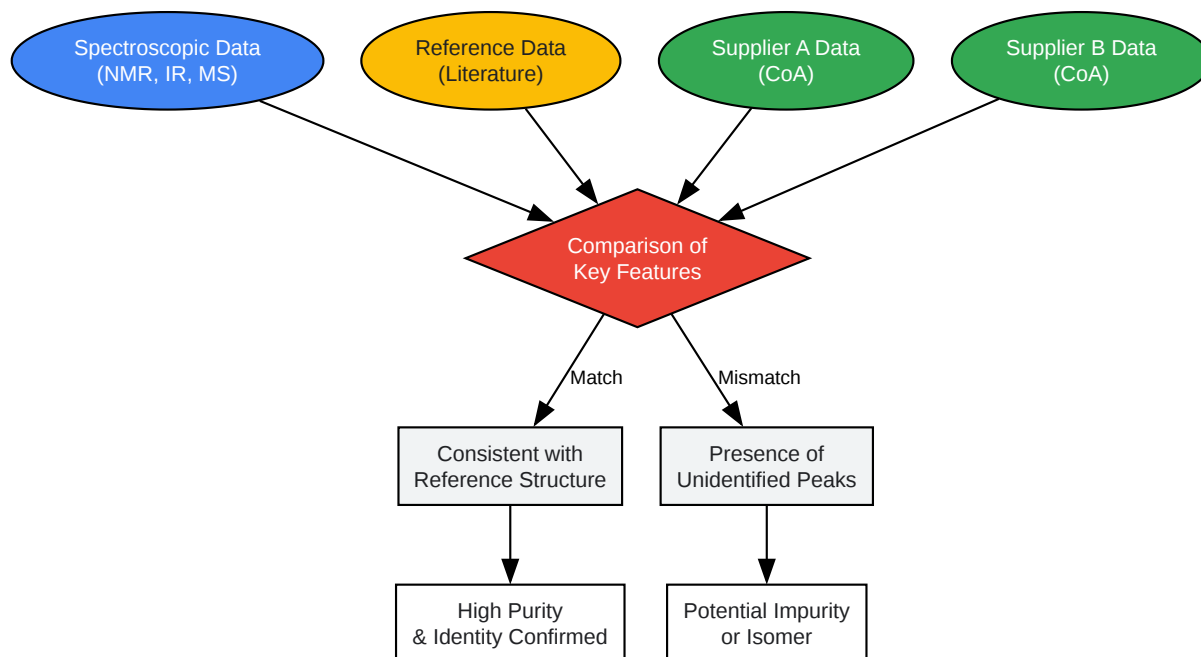 Spectroscopic Data
(NMR, IR, MS)
Reference Data
(Literature)
Supplier A Data
(CoA)
Supplier B Data
(CoA)
Comparison of
Key Features
Match
Mismatch
Consistent with
Reference Structure
Presence of
Unidentified Peaks
High Purity
& Identity Confirmed
Potential Impurity
or Isomer